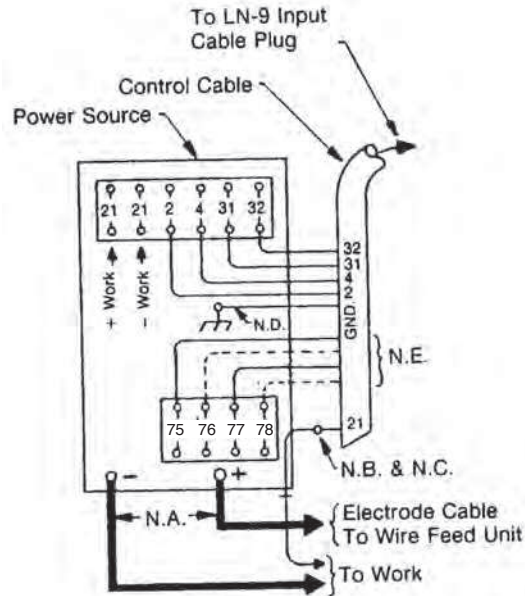 To LN-9 Input
Cable Plug
Control Cable
Power Source
21 21 2 4 31 32
+ Work
- Work
32
31
4
2
GND.
N.D.
N.E.
75 76 77 78
21
N.B. & N.C.
- +
N.A.
Electrode Cable
To Wire Feed Unit
To Work